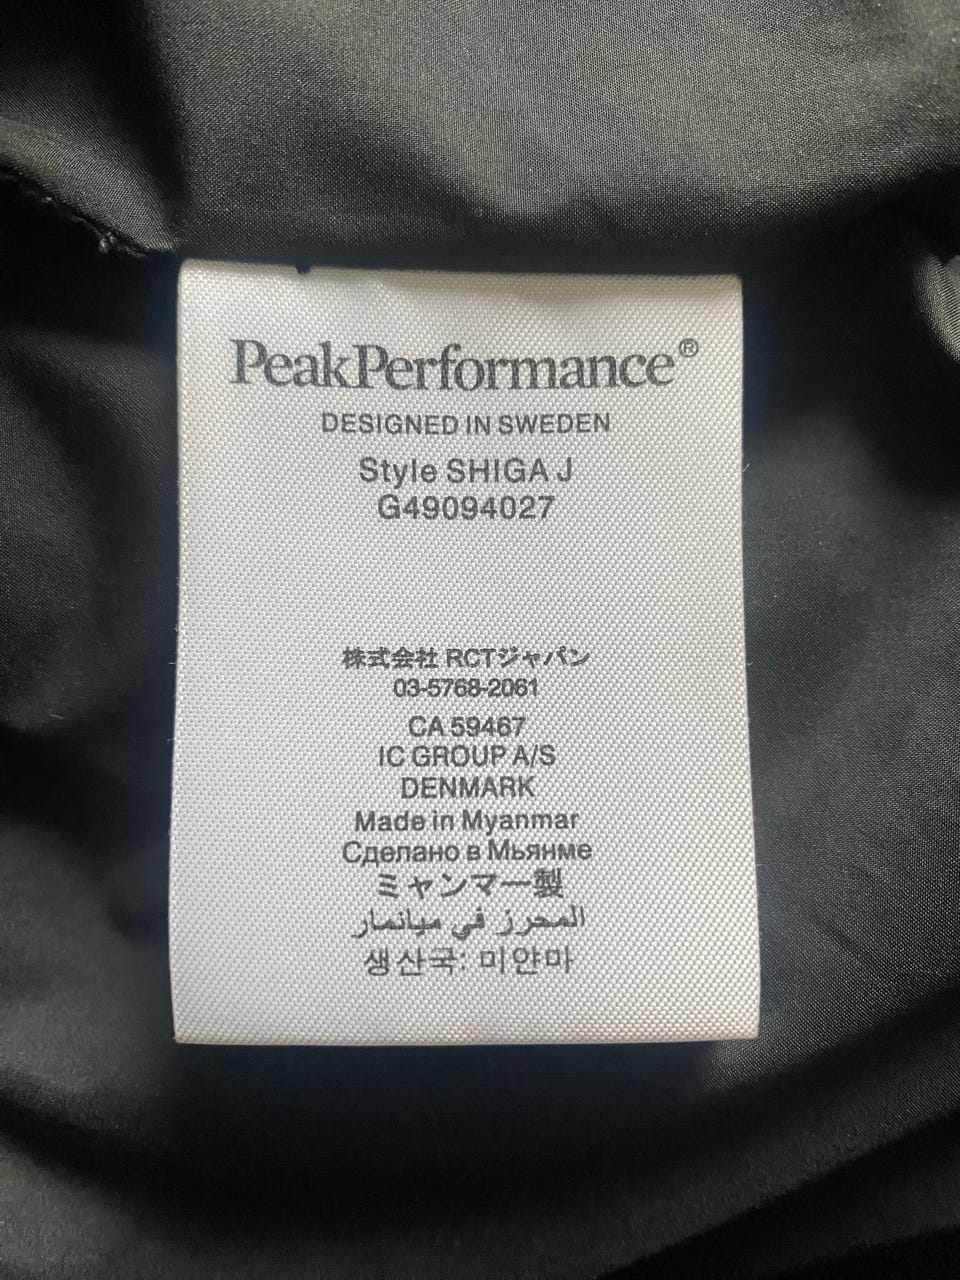 PeakPerformance®
DESIGNED IN SWEDEN
Style SHIGA J
G49094027
株式会社 RCTジャパン
03-5768-2061
CA 59467
IC GROUP A/S
DENMARK
Made in Myanmar
Сделано в Мьянме
ミャンマー製
المحرز في ميانمار
생산국: 미얀마